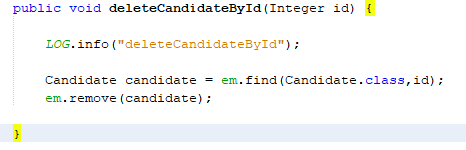 public void deleteCandidateById(Integer id) {
LOG.info("deleteCandidateById");
Candidate candidate = em.find(Candidate.class,id);
em.remove(candidate);
}